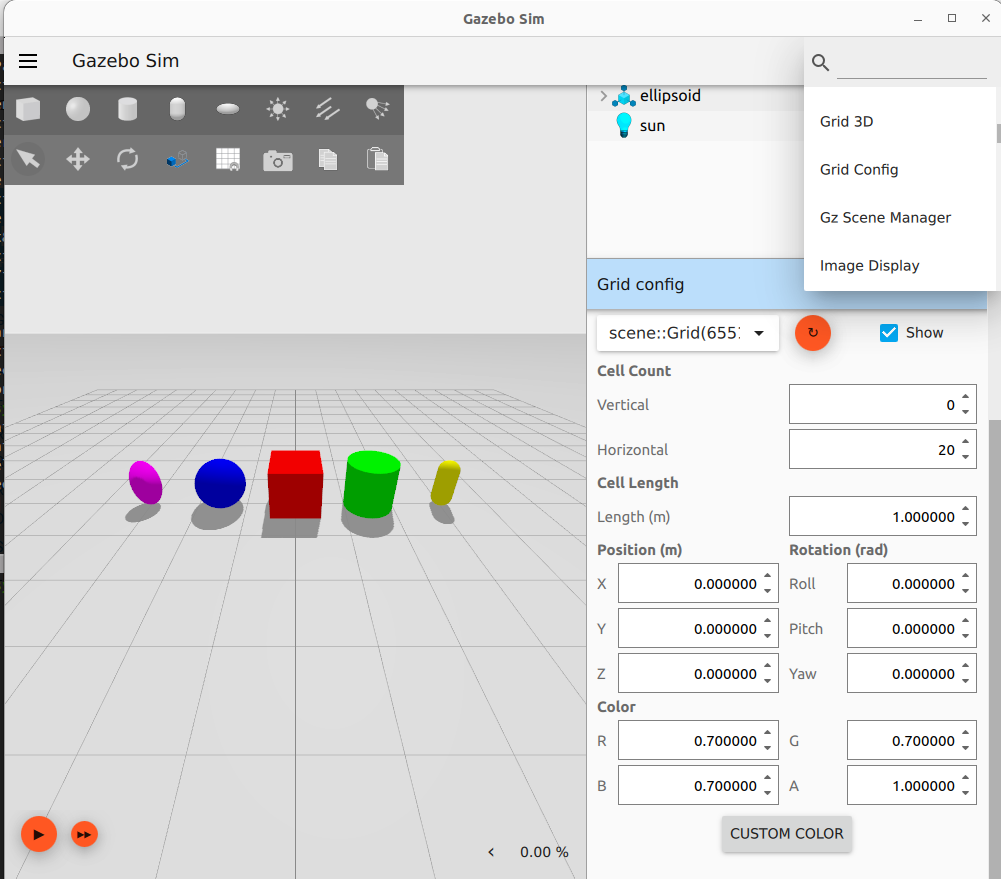 Gazebo Sim
Gazebo Sim
ellipsoid
sun
Grid 3D
Grid Config
Gz Scene Manager
Image Display
Grid config
scene::Grid(655
Show
Cell Count
Vertical 0
Horizontal 20
Cell Length
Length (m) 1.000000
Position (m) Rotation (rad)
X 0.000000 Roll 0.000000
Y 0.000000 Pitch 0.000000
Z 0.000000 Yaw 0.000000
Color
R 0.700000 G 0.700000
B 0.700000 A 1.000000
CUSTOM COLOR
0.00 %